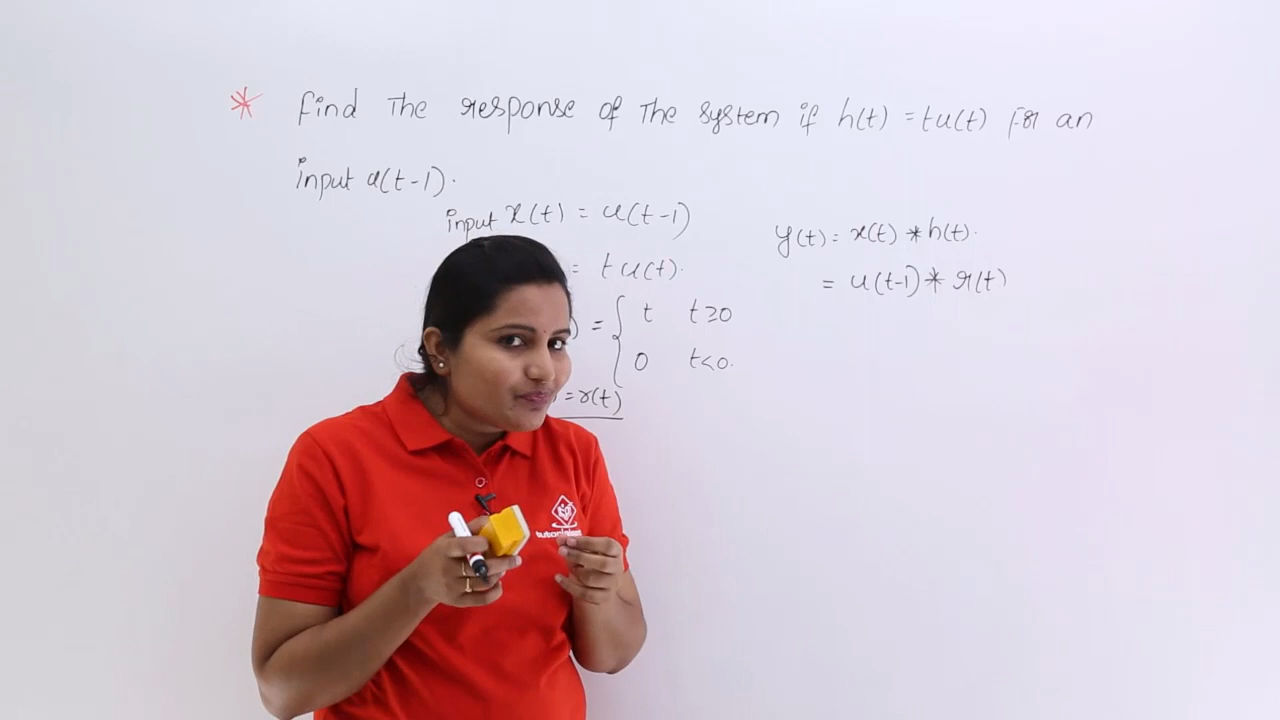 * Find The response of The system if h(t) = tu(t) for an
input u(t-1).
input x(t) = u(t-1)
= tu(t).
) = { t t≥0
0 t<0.
) = r(t)
y(t) = x(t) * h(t).
= u(t-1) * r(t)